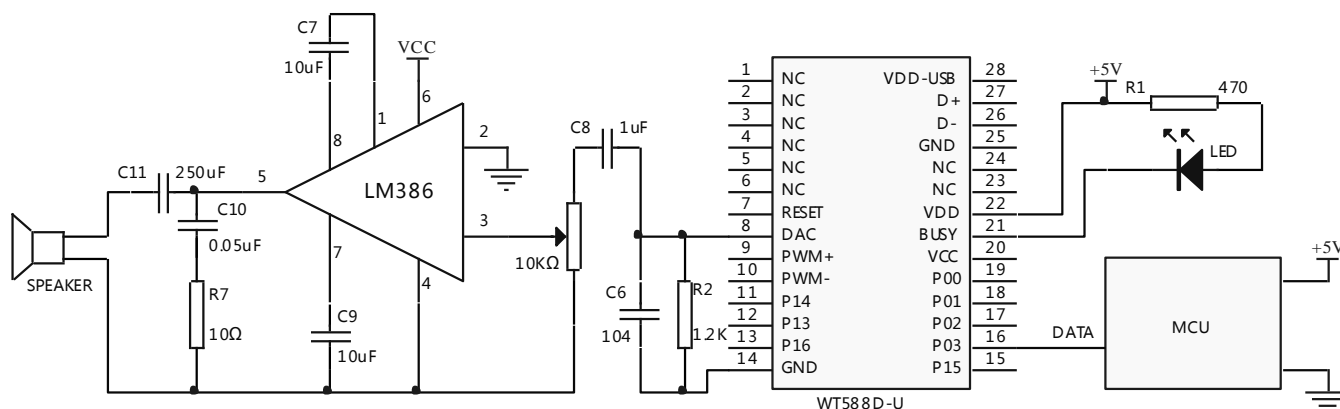 C7
10uF
VCC
6
1
8
2
LM386
5
3
7
4
C11
250uF
C10
0.05uF
R7
10Ω
SPEAKER
C9
10uF
10KΩ
C8
1uF
C6
104
R2
1.2K
1 NC VDD-USB 28
2 NC D+ 27
3 NC D- 26
4 NC GND 25
5 NC NC 24
6 NC NC 23
7 RESET VDD 22
8 DAC BUSY 21
9 PWM+ VCC 20
10 PWM- P00 19
11 P14 P01 18
12 P13 P02 17
13 P16 P03 16
14 GND P15 15
WT588D-U
+5V
R1
470
LED
DATA
MCU
+5V